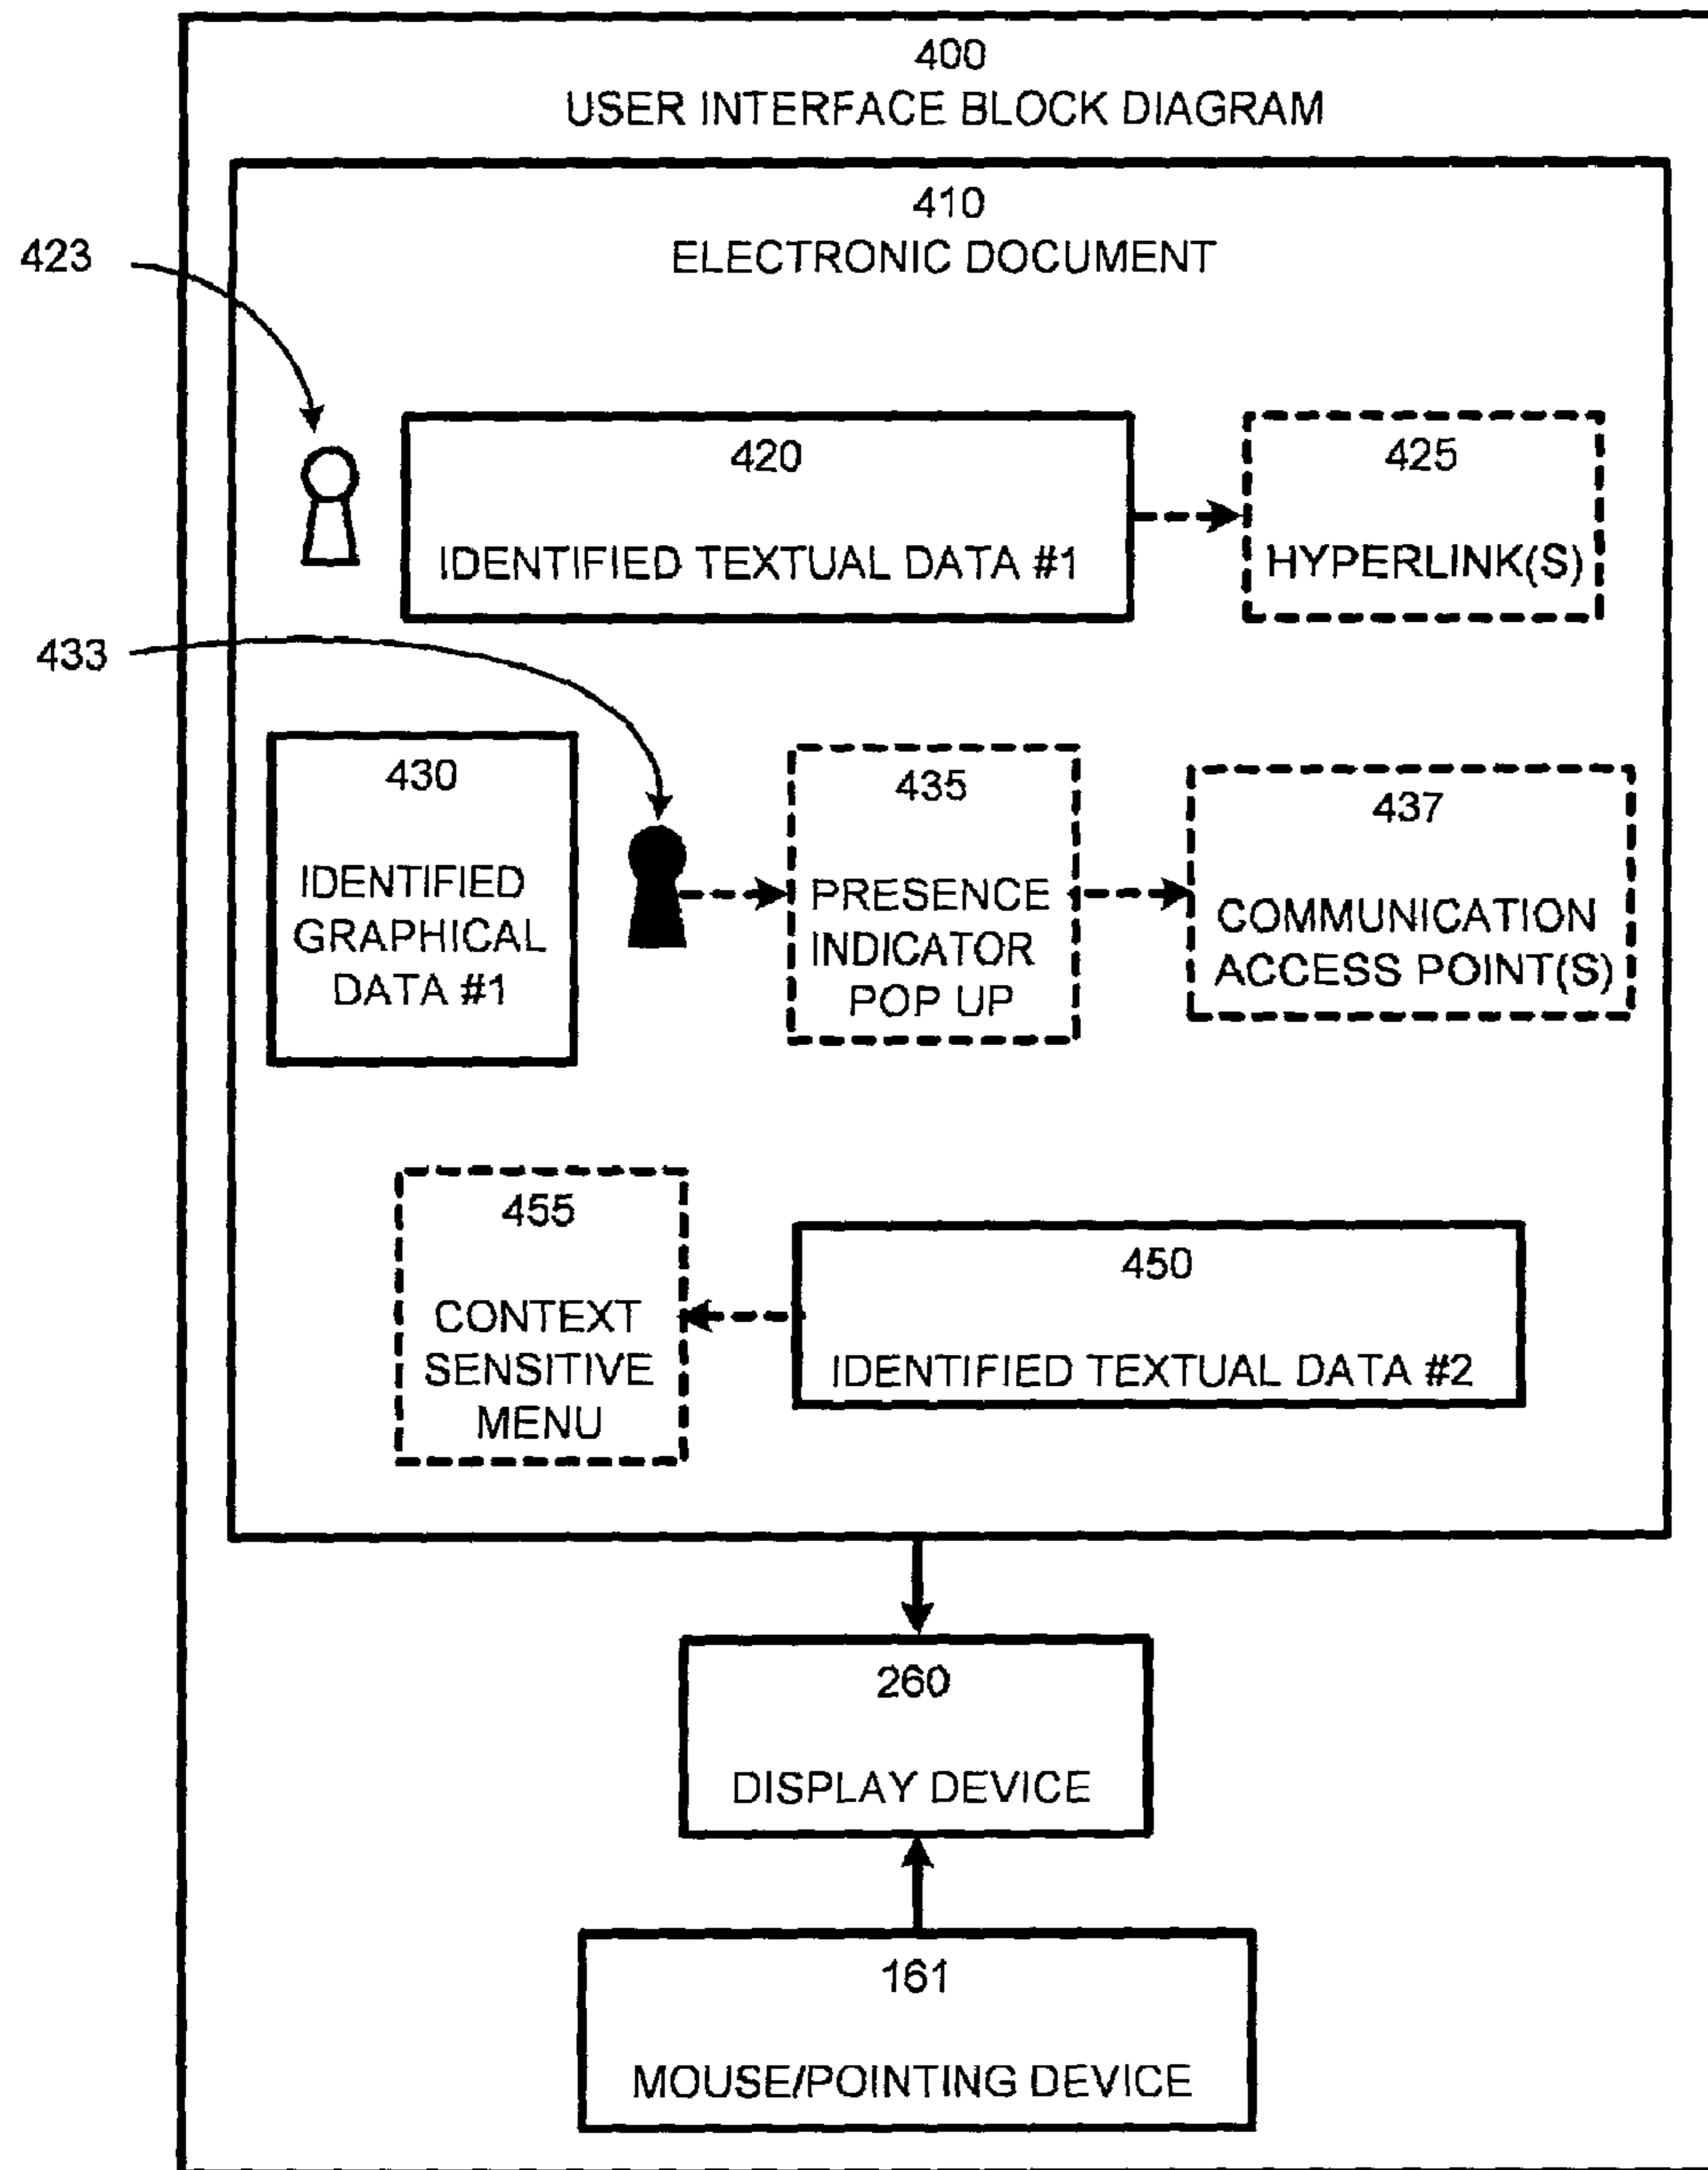 400
USER INTERFACE BLOCK DIAGRAM
410
ELECTRONIC DOCUMENT
423
420
IDENTIFIED TEXTUAL DATA #1
425
HYPERLINK(S)
433
430
IDENTIFIED
GRAPHICAL
DATA #1
435
PRESENCE
INDICATOR
POP UP
437
COMMUNICATION
ACCESS POINT(S)
455
CONTEXT
SENSITIVE
MENU
450
IDENTIFIED TEXTUAL DATA #2
260
DISPLAY DEVICE
161
MOUSE/POINTING DEVICE